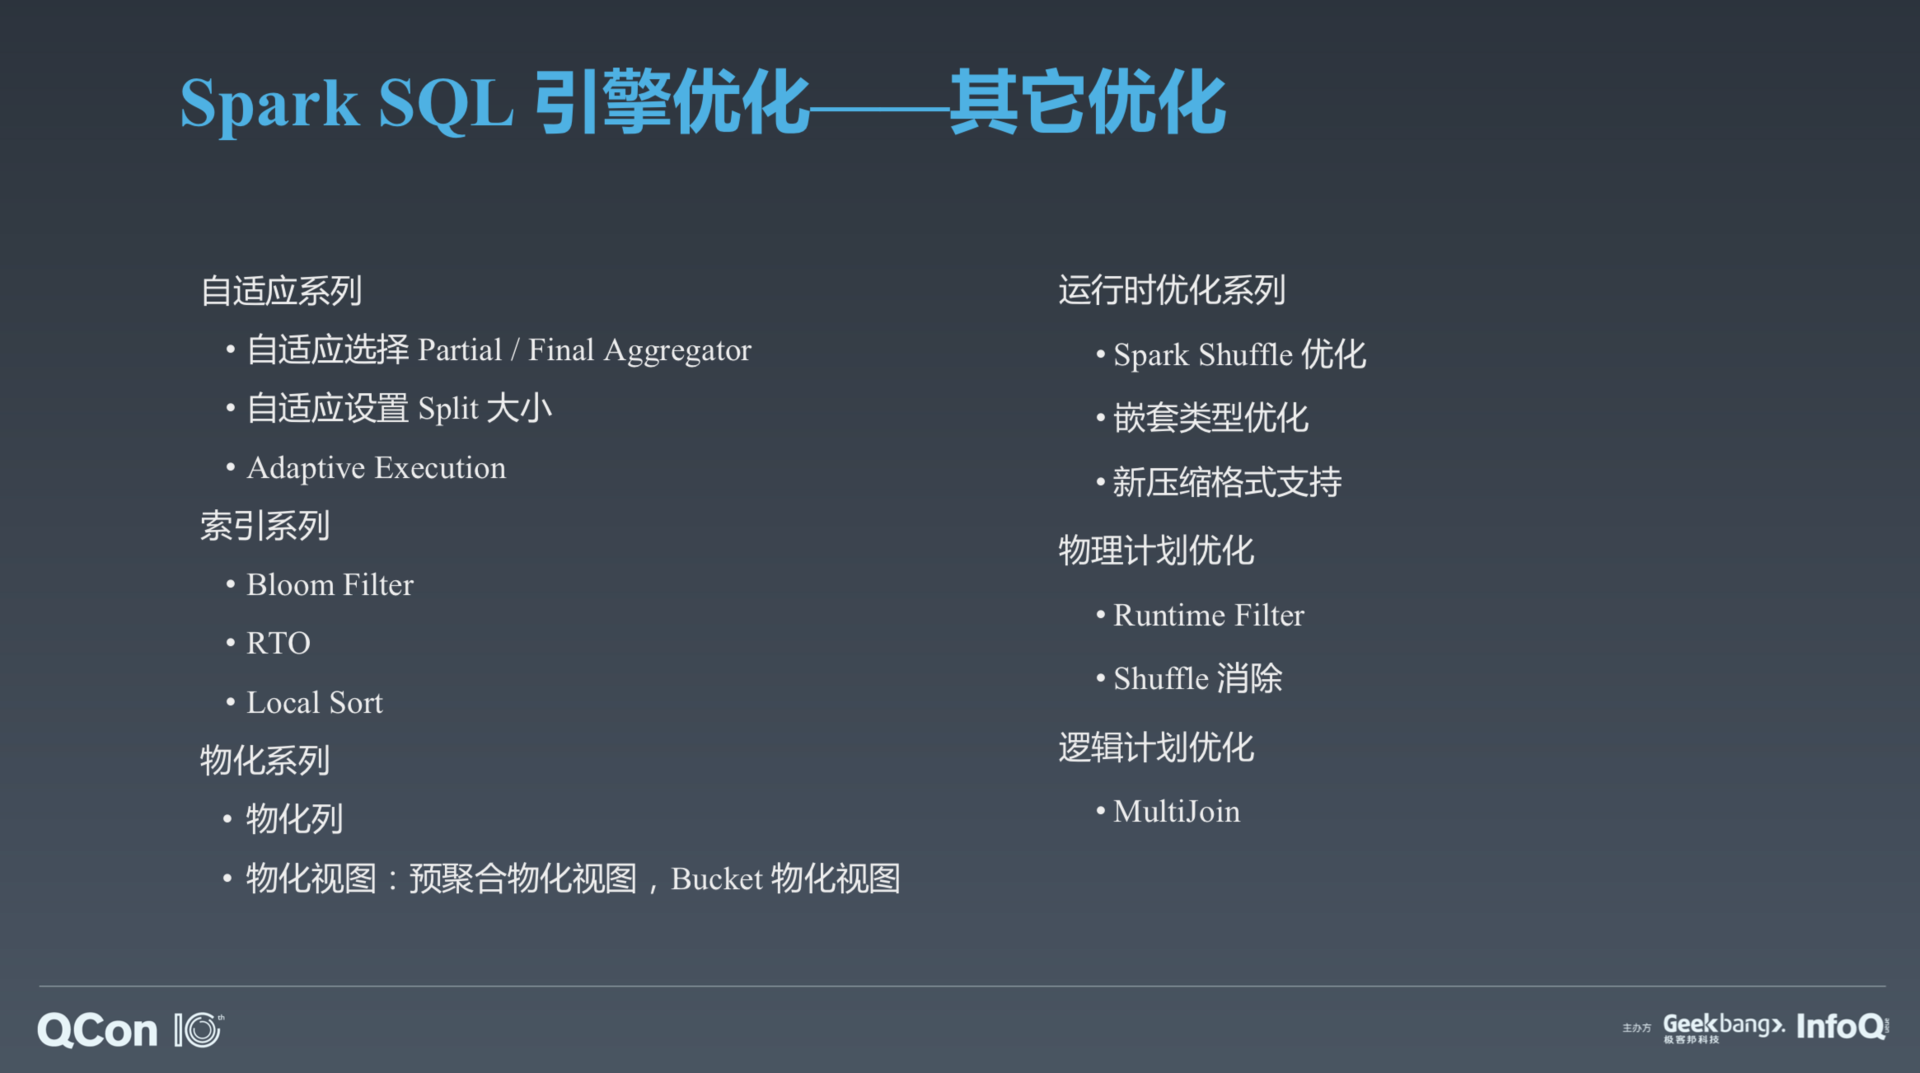 Spark SQL 引擎优化——其它优化
自适应系列
• 自适应选择 Partial / Final Aggregator
• 自适应设置 Split 大小
• Adaptive Execution
索引系列
• Bloom Filter
• RTO
• Local Sort
物化系列
• 物化列
• 物化视图：预聚合物化视图，Bucket 物化视图
运行时优化系列
• Spark Shuffle 优化
• 嵌套类型优化
• 新压缩格式支持
物理计划优化
• Runtime Filter
• Shuffle 消除
逻辑计划优化
• MultiJoin
QCon 10th
主办方 Geekbang>. InfoQ
极客邦科技